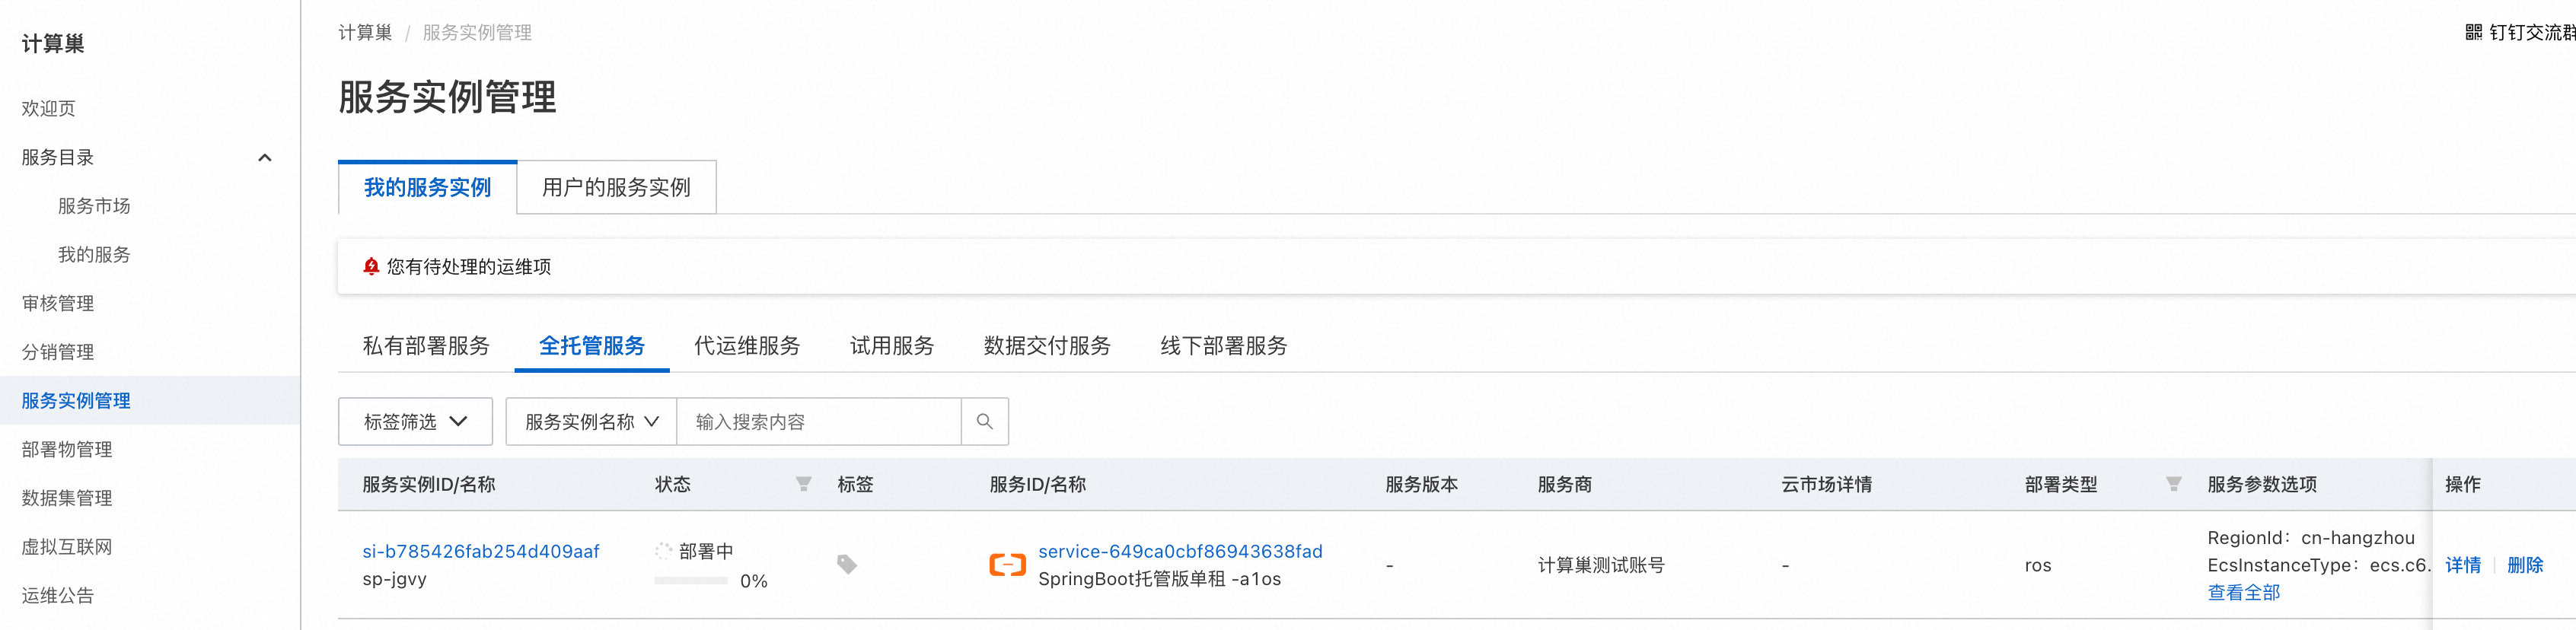 计算巢
欢迎页
服务目录
服务市场
我的服务
审核管理
分销管理
服务实例管理
部署物管理
数据集管理
虚拟互联网
运维公告
计算巢 / 服务实例管理
钉钉交流群
服务实例管理
我的服务实例 用户的服务实例
您有待处理的运维项
私有部署服务 全托管服务 代运维服务 试用服务 数据交付服务 线下部署服务
标签筛选 服务实例名称 输入搜索内容
服务实例ID/名称 状态 标签 服务ID/名称 服务版本 服务商 云市场详情 部署类型 服务参数选项 操作
si-b785426fab254d409aaf
sp-jgvy
部署中
0%
service-649ca0cbf86943638fad
SpringBoot托管版单租 -a1os
-
计算巢测试账号
-
ros
RegionId：cn-hangzhou
EcsInstanceType：ecs.c6.
查看全部
详情 删除